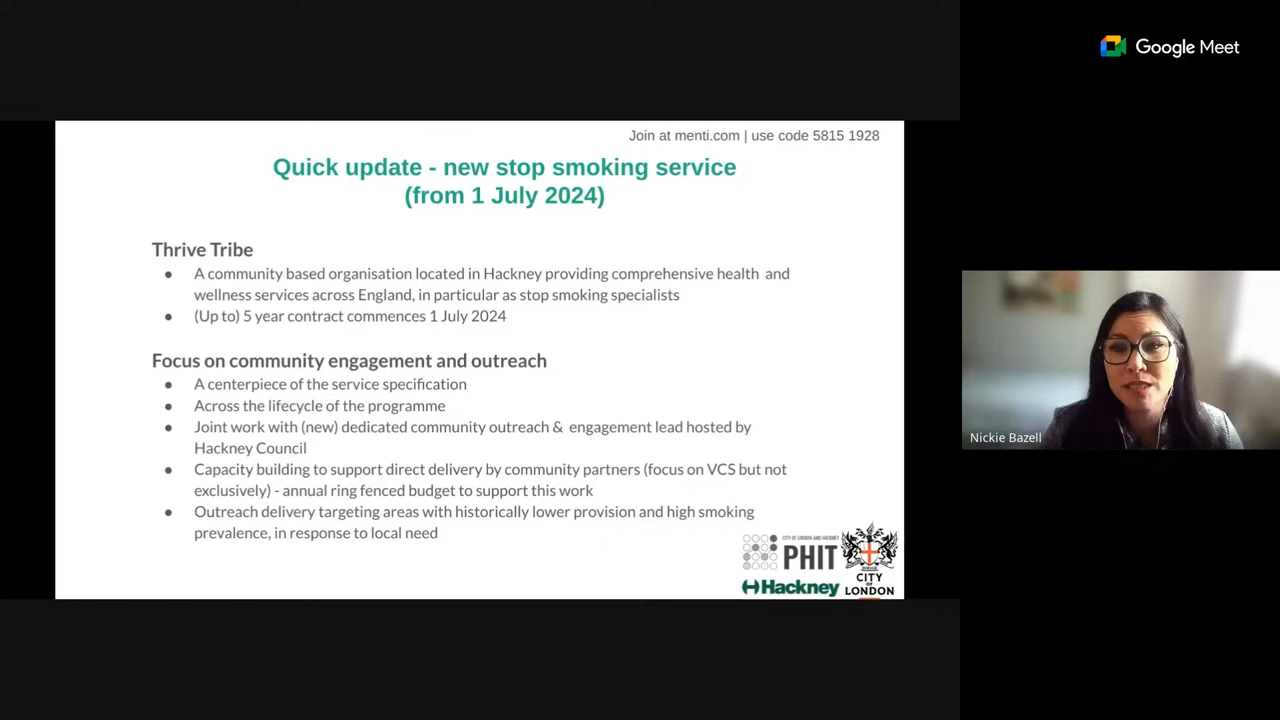 Google Meet
Join at menti.com | use code 5815 1928
Quick update - new stop smoking service
(from 1 July 2024)
Thrive Tribe
● A community based organisation located in Hackney providing comprehensive health and
wellness services across England, in particular as stop smoking specialists
● (Up to) 5 year contract commences 1 July 2024
Focus on community engagement and outreach
● A centerpiece of the service specification
● Across the lifecycle of the programme
● Joint work with (new) dedicated community outreach & engagement lead hosted by
Hackney Council
● Capacity building to support direct delivery by community partners (focus on VCS but not
exclusively) - annual ring fenced budget to support this work
● Outreach delivery targeting areas with historically lower provision and high smoking
prevalence, in response to local need
CITY OF LONDON AND HACKNEY
PHIT
Hackney
CITY
OF
LONDON
Nickie Bazell